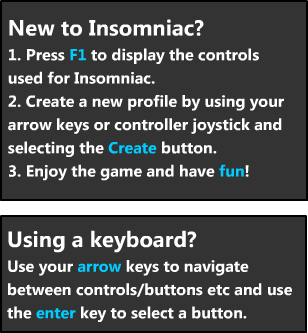 New to Insomniac?
1. Press F1 to display the controls
used for Insomniac.
2. Create a new profile by using your
arrow keys or controller joystick and
selecting the Create button.
3. Enjoy the game and have fun!
Using a keyboard?
Use your arrow keys to navigate
between controls/buttons etc and use
the enter key to select a button.